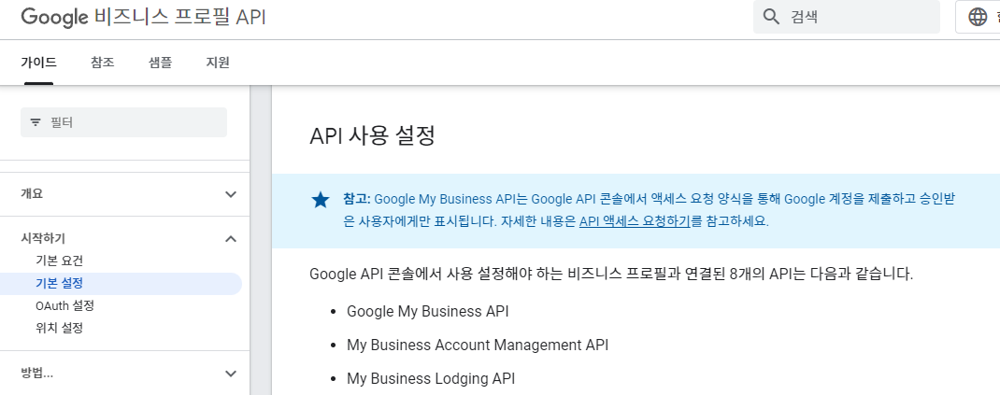 Google 비즈니스 프로필 API
검색
가이드
참조
샘플
지원
필터
개요
시작하기
기본 요건
기본 설정
OAuth 설정
위치 설정
방법...
API 사용 설정
참고: Google My Business API는 Google API 콘솔에서 액세스 요청 양식을 통해 Google 계정을 제출하고 승인받
은 사용자에게만 표시됩니다. 자세한 내용은 API 액세스 요청하기를 참고하세요.
Google API 콘솔에서 사용 설정해야 하는 비즈니스 프로필과 연결된 8개의 API는 다음과 같습니다.
• Google My Business API
• My Business Account Management API
• My Business Lodging API